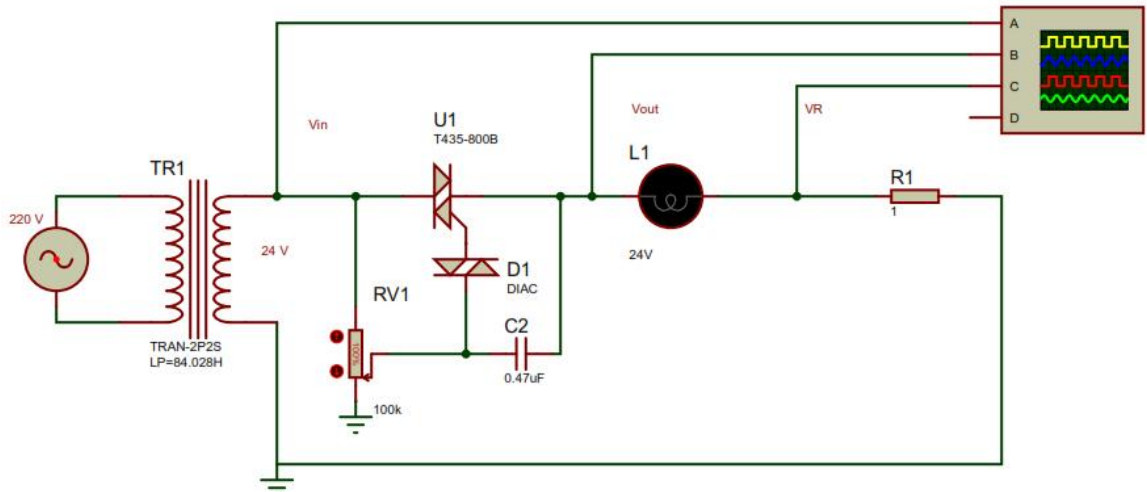 A
B
C
D
Vin
U1
T435-800B
Vout
VR
L1
TR1
R1
220 V
1
24 V
24V
D1
DIAC
RV1
C2
TRAN-2P2S
LP=84.028H
100%
0.47uF
100k